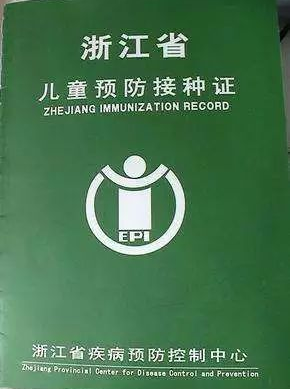 浙江省
儿童预防接种证
ZHEJIANG IMMUNIZATION RECORD
EPI
浙江省疾病预防控制中心
Zhejiang Provincial Center for Disease Control and Prevention